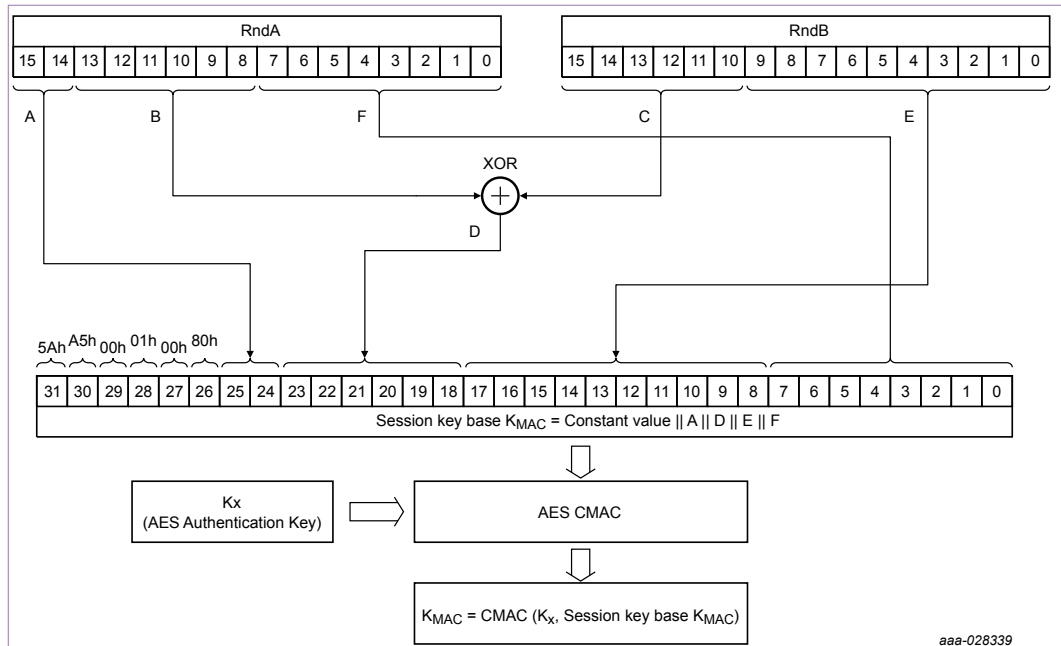 RndA
RndB
15 14 13 12 11 10 9 8 7 6 5 4 3 2 1 0
15 14 13 12 11 10 9 8 7 6 5 4 3 2 1 0
A
B
F
C
E
XOR
D
5Ah
A5h
00h
01h
00h
80h
31 30 29 28 27 26 25 24 23 22 21 20 19 18 17 16 15 14 13 12 11 10 9 8 7 6 5 4 3 2 1 0
Session key base KMAC = Constant value || A || D || E || F
Kx
(AES Authentication Key)
AES CMAC
KMAC = CMAC (Kx, Session key base KMAC)
aaa-028339